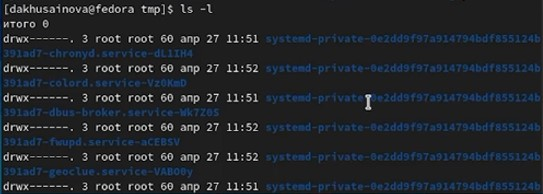 [dakhusainova@fedora tmp]$ ls -l
итого 0
drwx------. 3 root root 60 апр 27 11:51 systemd-private-0e2dd9f97a914794bdf855124b
391ad7-chronyd.service-dL1IH4
drwx------. 3 root root 60 апр 27 11:52 systemd-private-0e2dd9f97a914794bdf855124b
391ad7-colord.service-Vz0KmD
drwx------. 3 root root 60 апр 27 11:51 systemd-private-0e2dd9f97a914794bdf855124b
391ad7-dbus-broker.service-Wk7Z0S
drwx------. 3 root root 60 апр 27 11:52 systemd-private-0e2dd9f97a914794bdf855124b
391ad7-fwupd.service-aCEBSV
drwx------. 3 root root 60 апр 27 11:52 systemd-private-0e2dd9f97a914794bdf855124b
391ad7-geoclue.service-VABO0y
drwx------. 3 root root 60 апр 27 11:51 systemd-private-0e2dd9f97a914794bdf855124b